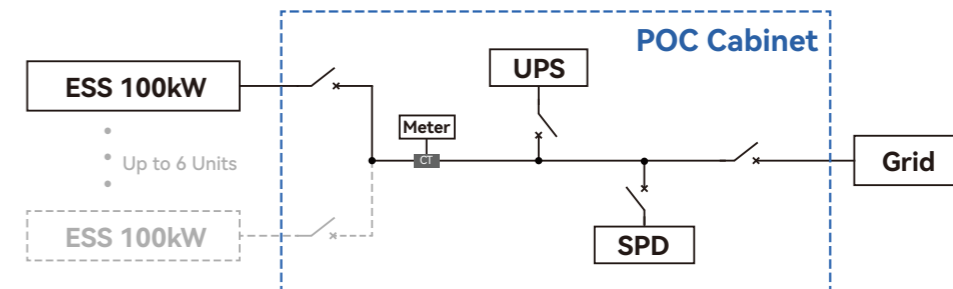 POC Cabinet
UPS
ESS 100kW
Meter
CT
Up to 6 Units
Grid
ESS 100kW
SPD